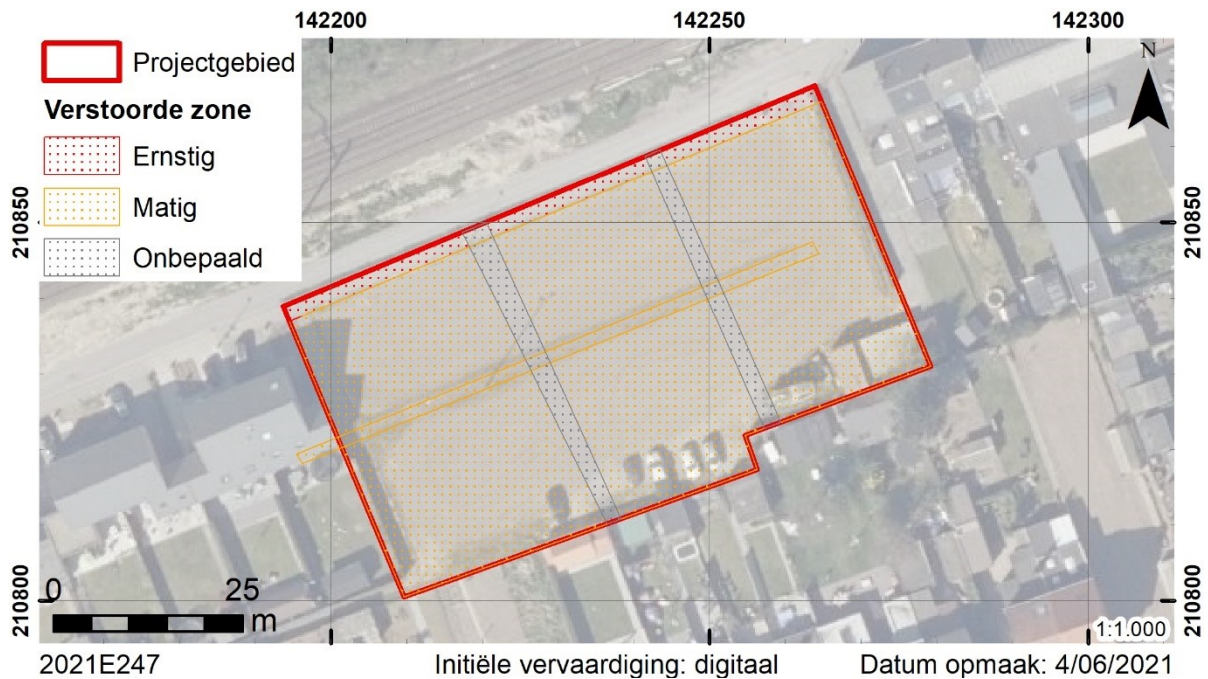 142200 142250 142300
Projectgebied
Verstoorde zone
Ernstig
Matig
Onbepaald
N
210850 210850
0 25
m
210800 210800
1:1.000
2021E247 Initiële vervaardiging: digitaal Datum opmaak: 4/06/2021